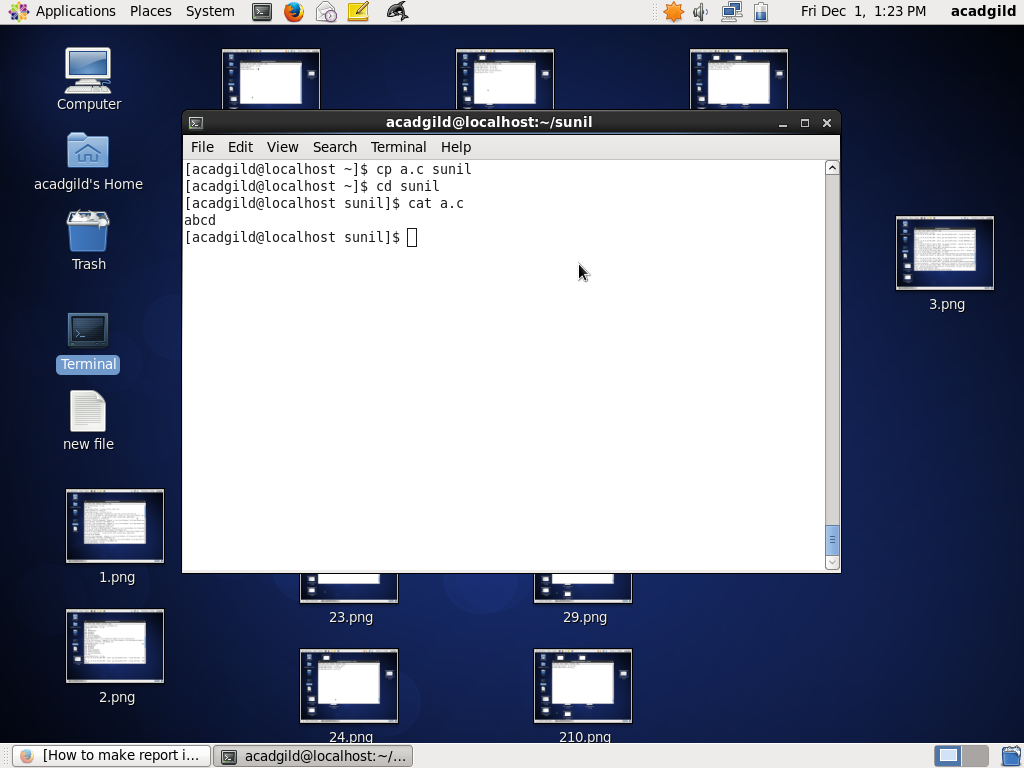 Applications Places System
Fri Dec 1, 1:23 PM acadgild
Computer
acadgild's Home
Trash
Terminal
new file
1.png
2.png
acadgild@localhost:~/sunil
File Edit View Search Terminal Help
[acadgild@localhost ~]$ cp a.c sunil
[acadgild@localhost ~]$ cd sunil
[acadgild@localhost sunil]$ cat a.c
abcd
[acadgild@localhost sunil]$
3.png
23.png
29.png
24.png
210.png
[How to make report i...
acadgild@localhost:~/...